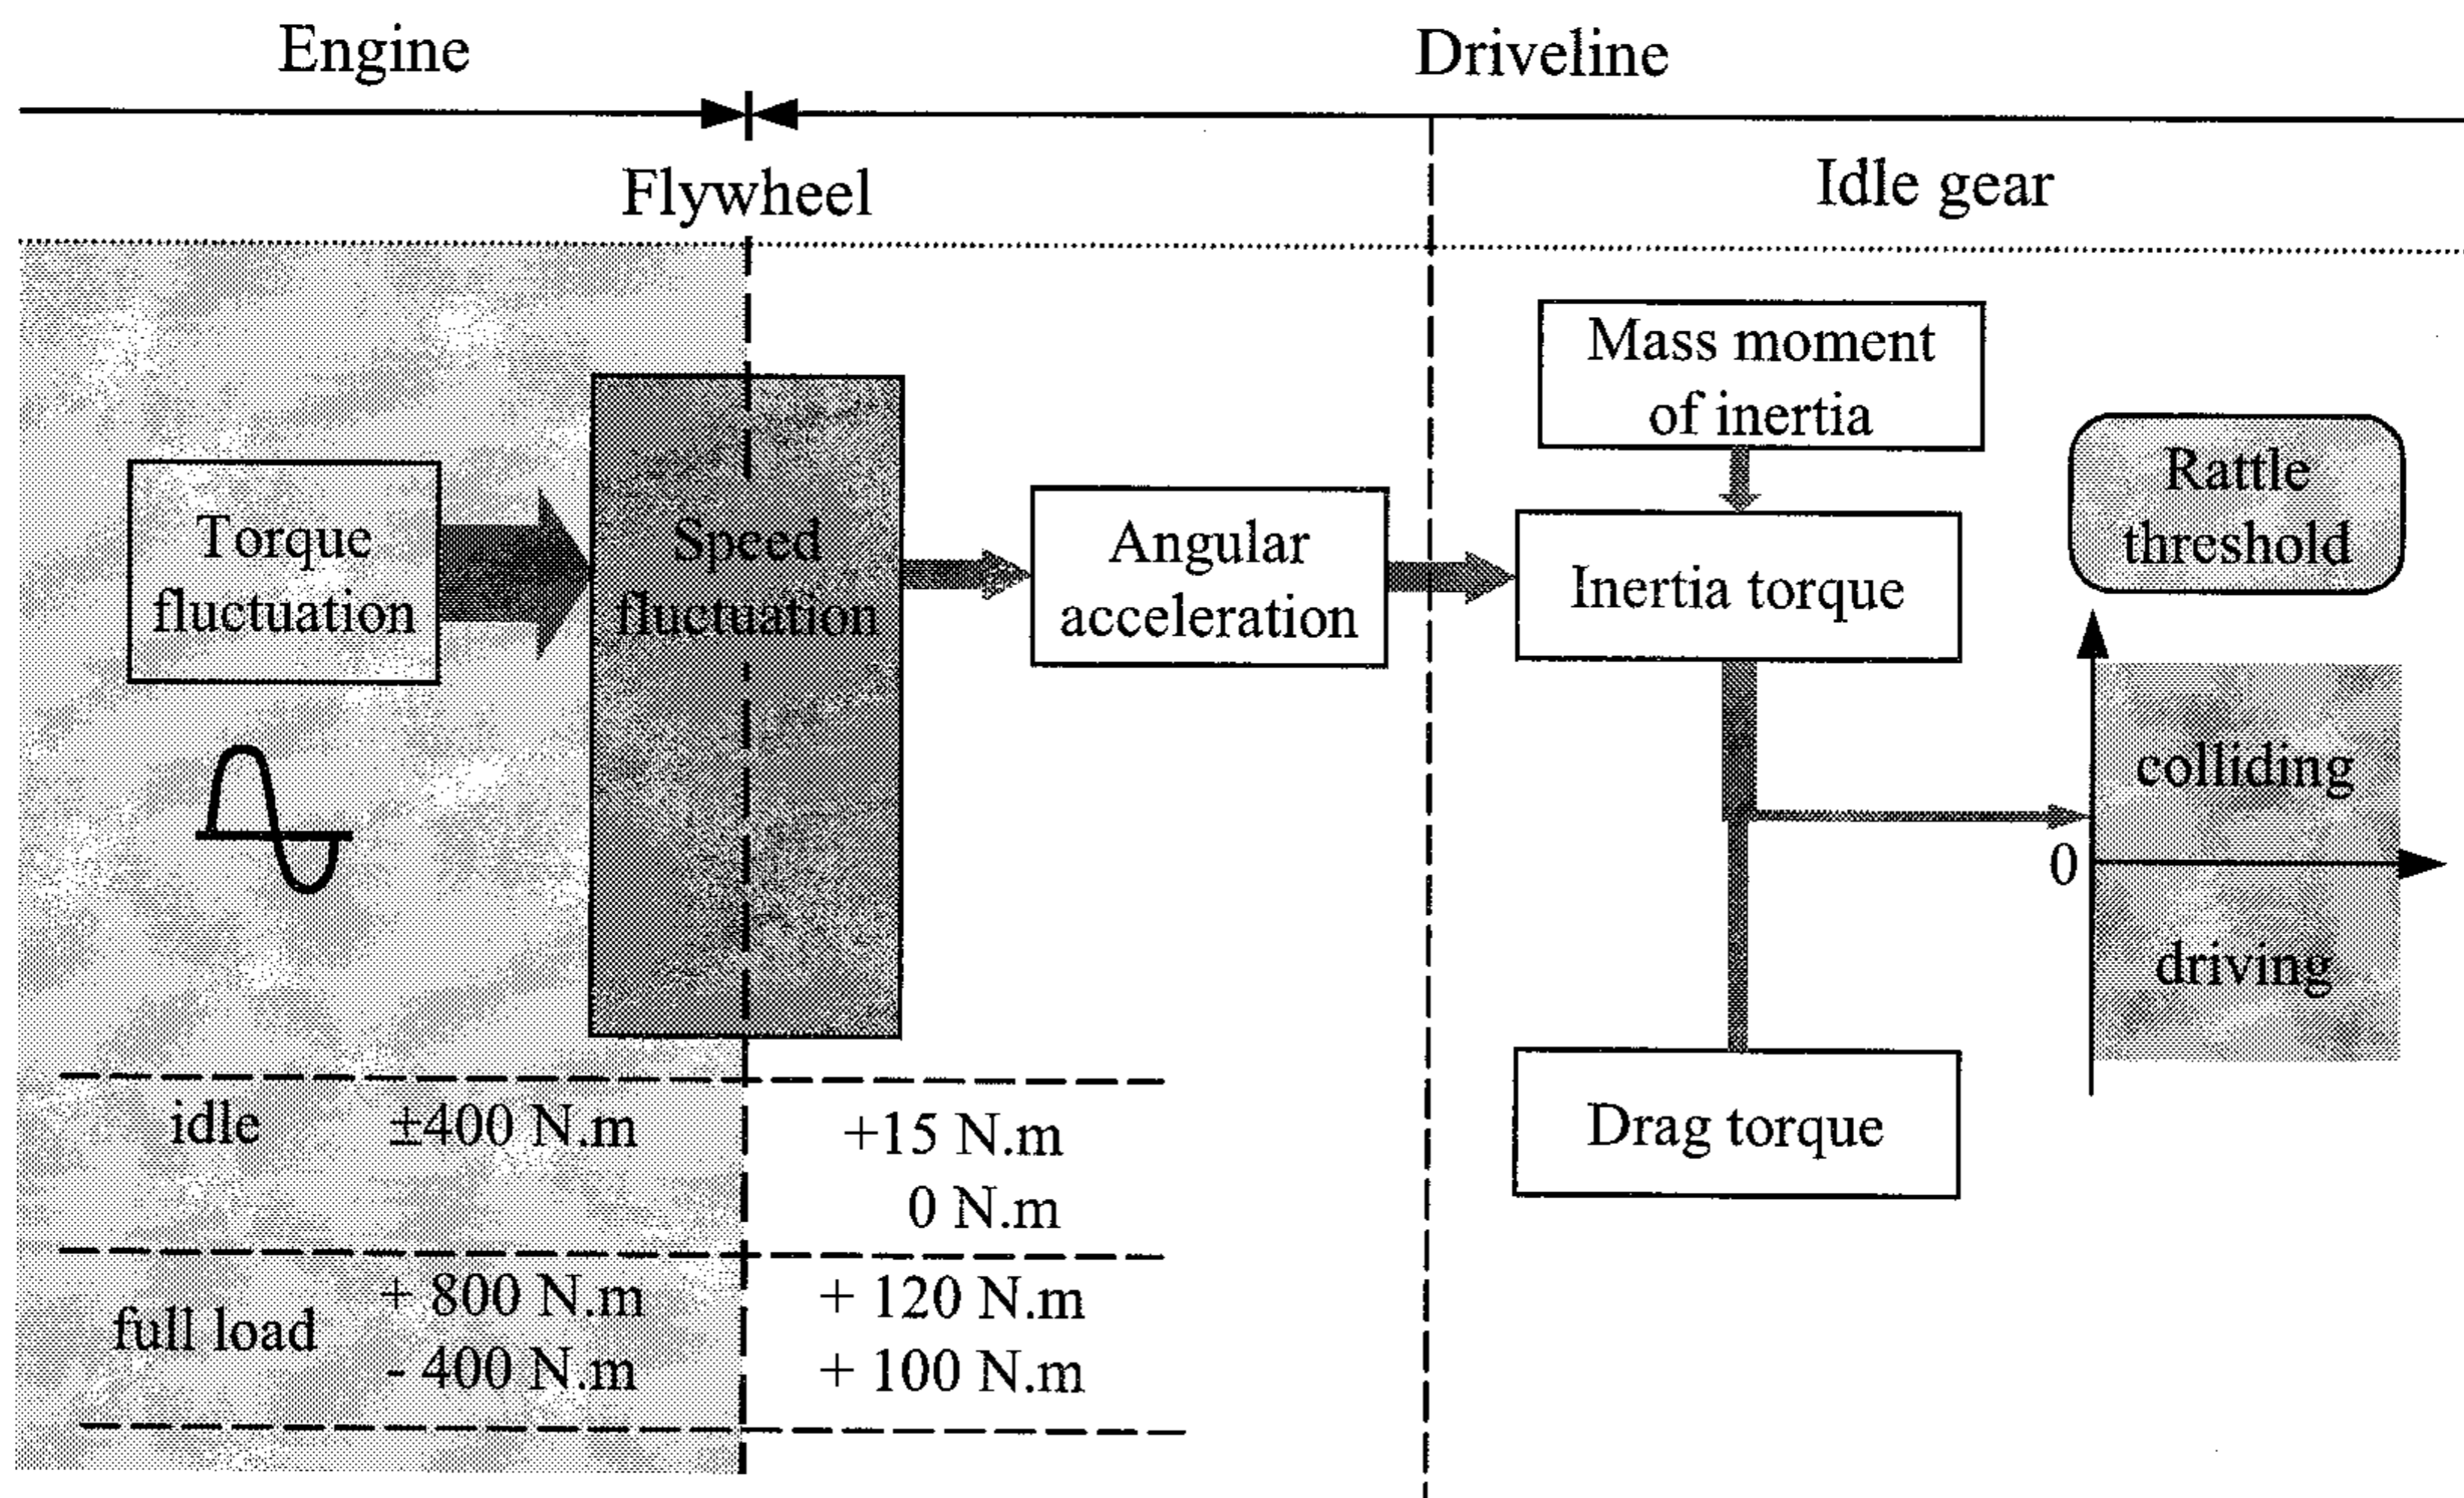 Engine
Driveline
Flywheel
Idle gear
Mass moment
of inertia
Rattle
threshold
Torque
fluctuation
Speed
fluctuation
Angular
acceleration
Inertia torque
colliding
0
driving
Drag torque
idle ±400 N.m +15 N.m
0 N.m
full load + 800 N.m + 120 N.m
- 400 N.m + 100 N.m